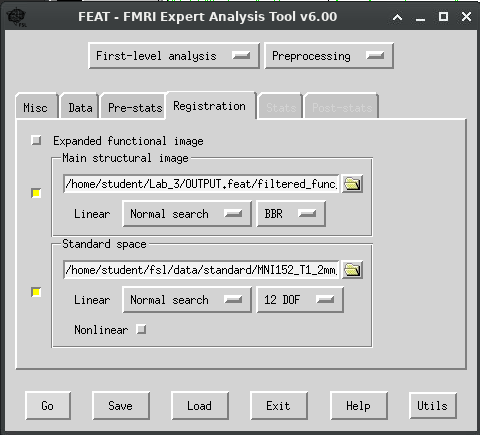 FEAT - FMRI Expert Analysis Tool v6.00
First-level analysis Preprocessing
Misc Data Pre-stats Registration Stats Post-stats
Expanded functional image
Main structural image
/home/student/Lab_3/OUTPUT.feat/filtered_func.
Linear Normal search BBR
Standard space
/home/student/fsl/data/standard/MNI152_T1_2mm.
Linear Normal search 12 DOF
Nonlinear
Go Save Load Exit Help Utils